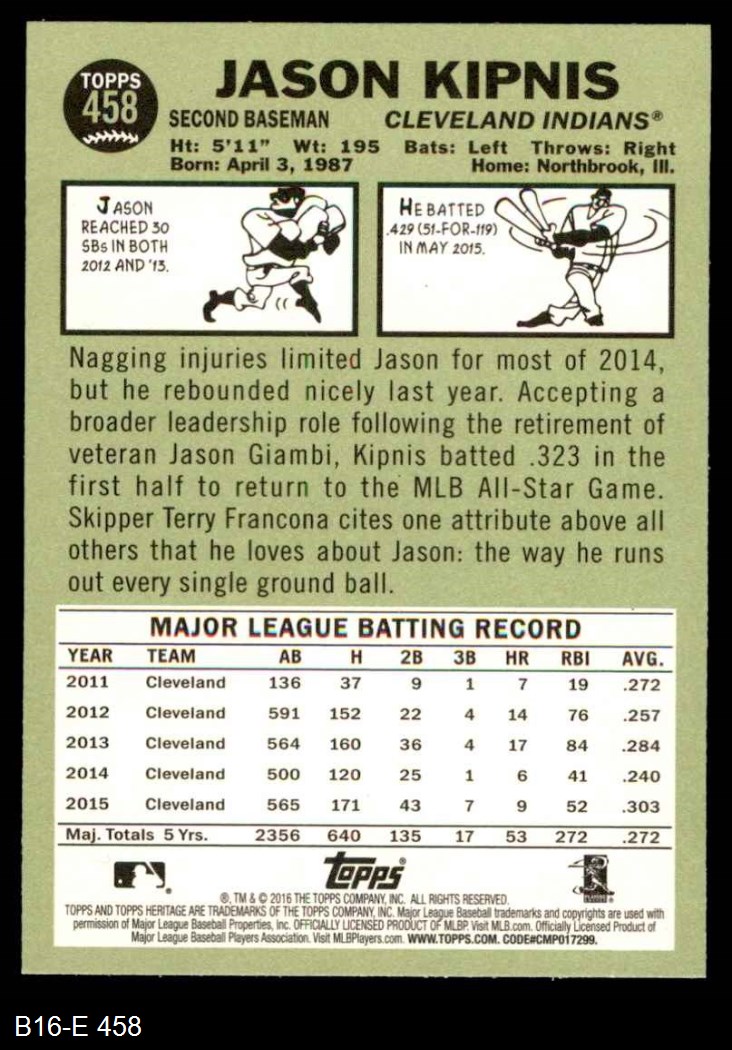 TOPPS
458
JASON KIPNIS
SECOND BASEMAN CLEVELAND INDIANS®
Ht: 5'11" Wt: 195 Bats: Left Throws: Right
Born: April 3, 1987 Home: Northbrook, Ill.
JASON
REACHED 30
SBs IN BOTH
2012 AND '13.
HE BATTED
.429 (51-FOR-119)
IN MAY 2015.
Nagging injuries limited Jason for most of 2014,
but he rebounded nicely last year. Accepting a
broader leadership role following the retirement of
veteran Jason Giambi, Kipnis batted .323 in the
first half to return to the MLB All-Star Game.
Skipper Terry Francona cites one attribute above all
others that he loves about Jason: the way he runs
out every single ground ball.
MAJOR LEAGUE BATTING RECORD
YEAR TEAM AB H 2B 3B HR RBI AVG.
2011 Cleveland 136 37 9 1 7 19 .272
2012 Cleveland 591 152 22 4 14 76 .257
2013 Cleveland 564 160 36 4 17 84 .284
2014 Cleveland 500 120 25 1 6 41 .240
2015 Cleveland 565 171 43 7 9 52 .303
Maj. Totals 5 Yrs. 2356 640 135 17 53 272 .272
topps®
®, TM & © 2016 THE TOPPS COMPANY, INC. ALL RIGHTS RESERVED.
TOPPS AND TOPPS HERITAGE ARE TRADEMARKS OF THE TOPPS COMPANY, INC. Major League Baseball trademarks and copyrights are used with
permission of Major League Baseball Properties, Inc. OFFICIALLY LICENSED PRODUCT OF MLBP. Visit MLB.com. Officially Licensed Product of
Major League Baseball Players Association. Visit MLBPlayers.com. WWW.TOPPS.COM. CODE#CMP017299.
B16-E 458